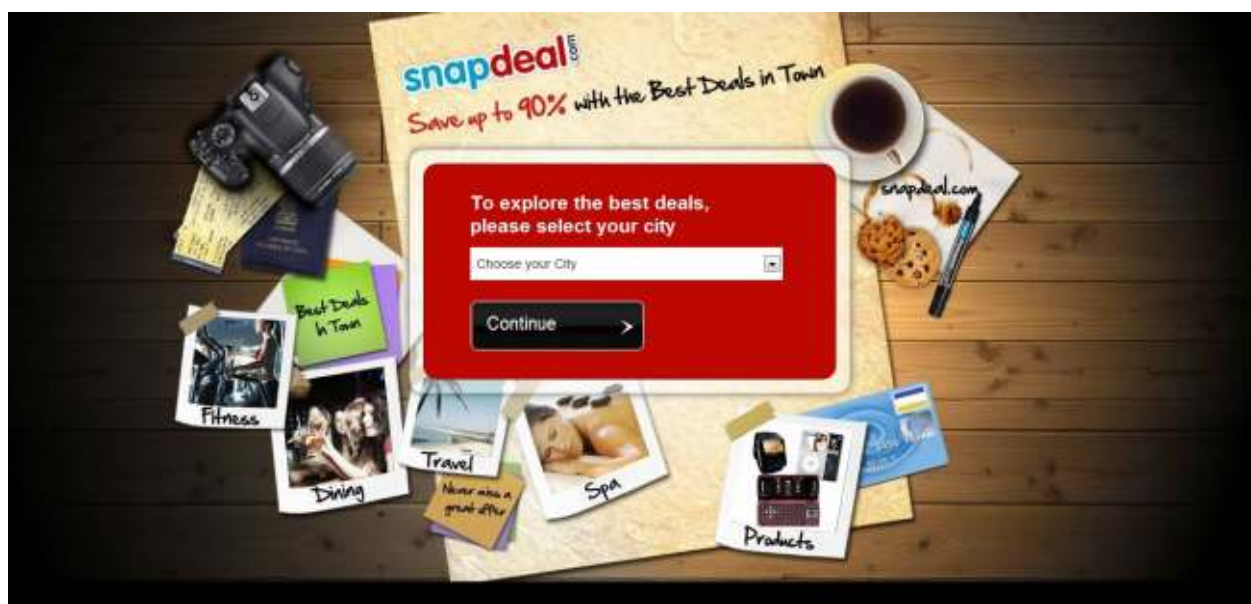 snapdeal.com
Save up to 90% with the Best Deals in Town
snapdeal.com
To explore the best deals,
please select your city
Choose your City
Continue >
Best Deals
In Town
Fitness
Dining
Travel
Never miss a
great offer
Spa
Products